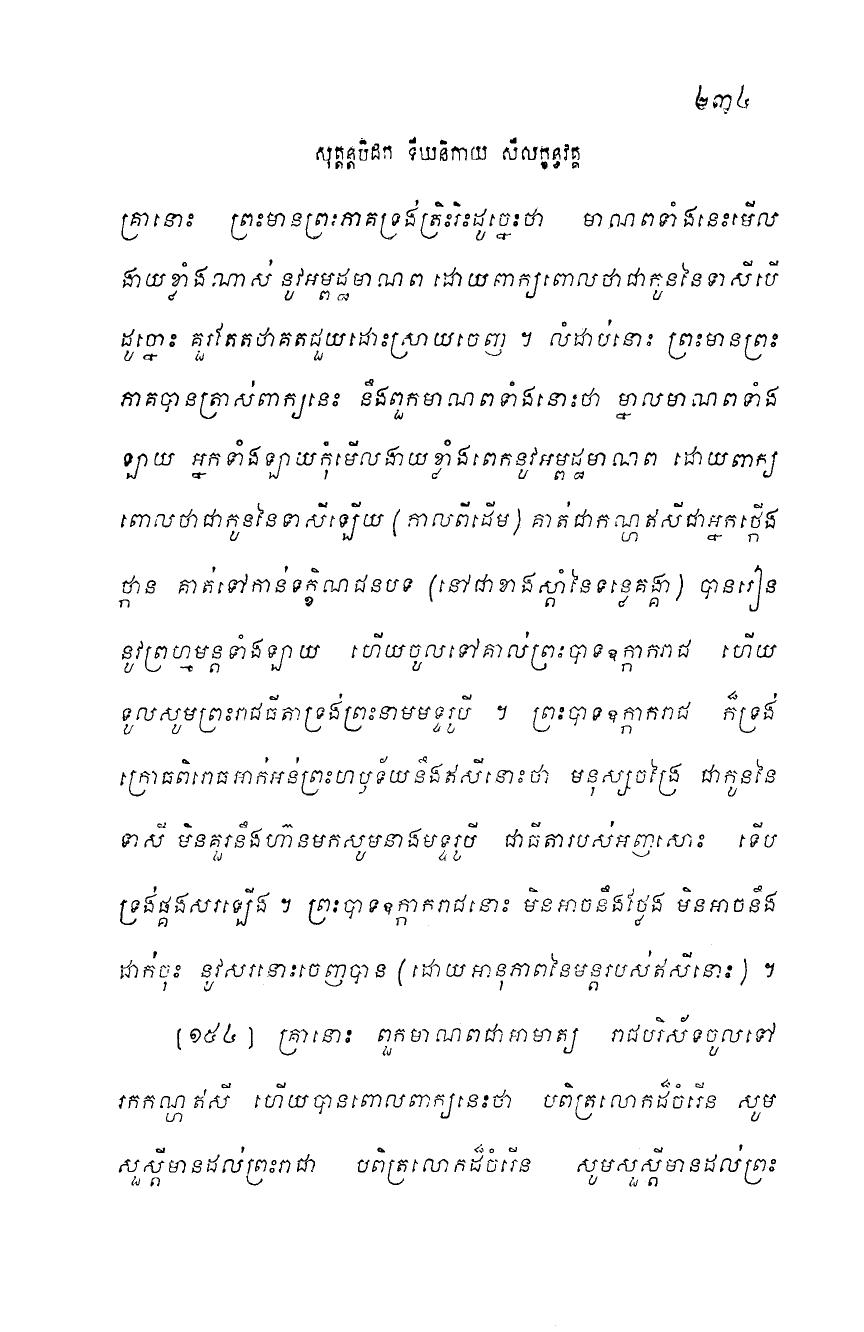 ២៣៤
សុត្តន្តបិដក ទីឃនិកាយ សីលក្ខន្ធវគ្គ
គ្រានោះ ព្រះមានព្រះភាគទ្រង់ត្រិះរិះដូច្នេះថា មាណពទាំងនេះមើល
ងាយខ្លាំងណាស់ នូវអម្ពដ្ឋមាណព ដោយពាក្យពោលថាជាកូននៃទាសីបើ
ដូច្នោះ គួរតែតថាគតជួយដោះស្រាយចេញ ។ លំដាប់នោះ ព្រះមានព្រះ
ភាគបានត្រាស់ពាក្យនេះ នឹងពួកមាណពទាំងនោះថា ម្នាលមាណពទាំង
ឡាយ អ្នកទាំងឡាយកុំមើលងាយខ្លាំងពេកនូវអម្ពដ្ឋមាណព ដោយពាក្យ
ពោលថាជាកូននៃទាសីឡើយ (កាលពីដើម) គាត់ជាកណ្ហឥសីជាអ្នកថ្កើង
ថ្កាន គាត់ទៅកាន់ទក្ខិណជនបទ (នៅជាខាងស្តាំនៃទន្លេគង្គា) បានរៀន
នូវព្រហ្មមន្តទាំងឡាយ ហើយចូលទៅគាល់ព្រះបាទឧក្កាករាជ ហើយ
ទូលសូមព្រះរាជធីតាទ្រង់ព្រះនាមមទ្ទរូបី ។ ព្រះបាទឧក្កាករាជ ក៏ទ្រង់
ក្រោធពិរោធអាក់អន់ព្រះហឫទ័យនឹងឥសីនោះថា មនុស្សចង្រៃ ជាកូននៃ
ទាសី មិនគួរនឹងហ៊ានមកសូមនាងមទ្ទរូបី ជាធីតារបស់អញសោះ ទើប
ទ្រង់ផ្គងសរឡើង ។ ព្រះបាទឧក្កាករាជនោះ មិនអាចនឹងថ្លែង មិនអាចនឹង
ដាក់ចុះ នូវសរនោះចេញបាន (ដោយអានុភាពនៃមន្តរបស់ឥសីនោះ) ។
[១៥៤] គ្រានោះ ពួកមាណពជាអាមាត្យ រាជបរិស័ទចូលទៅ
រកកណ្ហឥសី ហើយបានពោលពាក្យនេះថា បពិត្រលោកដ៏ចំរើន សូម
សួស្តីមានដល់ព្រះរាជា បពិត្រលោកដ៏ចំរើន សូមសួស្តីមានដល់ព្រះ